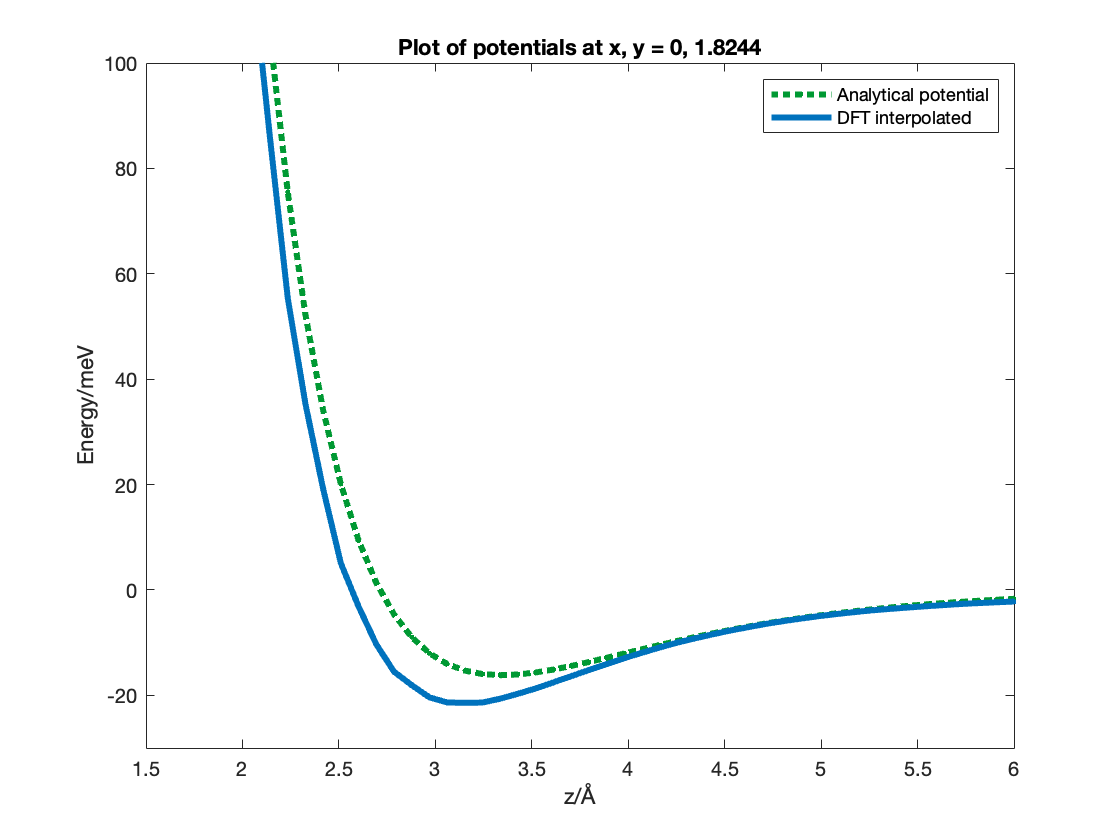 Plot of potentials at x, y = 0, 1.8244
Analytical potential
DFT interpolated
100
80
60
40
20
0
-20
Energy/meV
1.5 2 2.5 3 3.5 4 4.5 5 5.5 6
z/Å